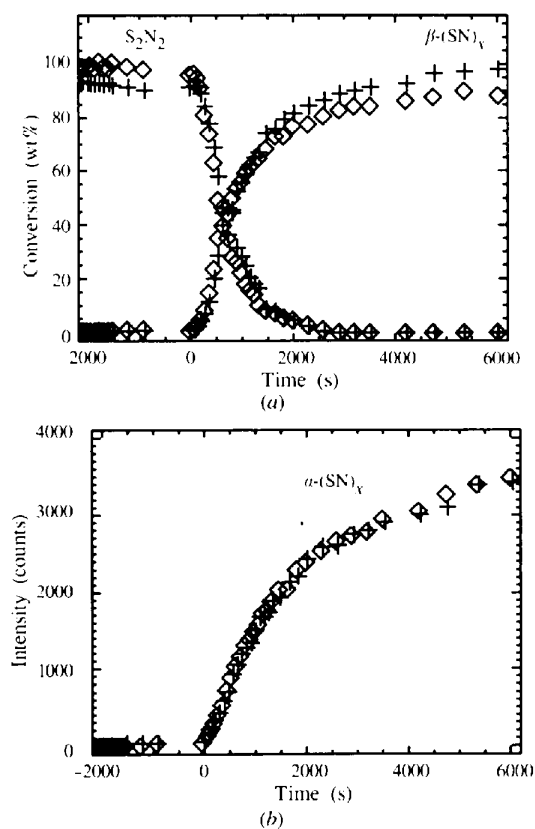 S₂N₂
β-(SN)ₓ
100
80
60
40
20
0
Conversion (wt%)
2000 0 2000 4000 6000
Time (s)
(a)
4000
3000
2000
1000
0
Intensity (counts)
α-(SN)ₓ
−2000 0 2000 4000 6000
Time (s)
(b)